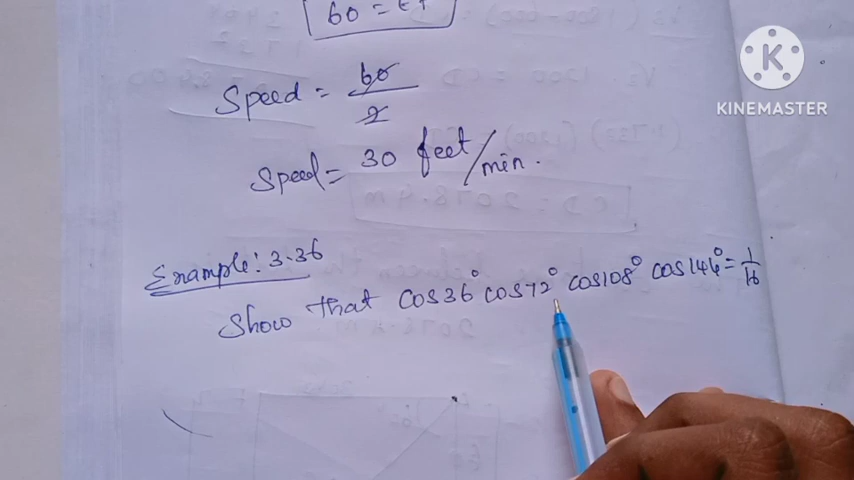 60 =
Speed = 60
2
Speed = 30 feet/min.
Example: 3.36
Show that cos36° cos72° cos108° cos144° = 1/16
K
KINEMASTER